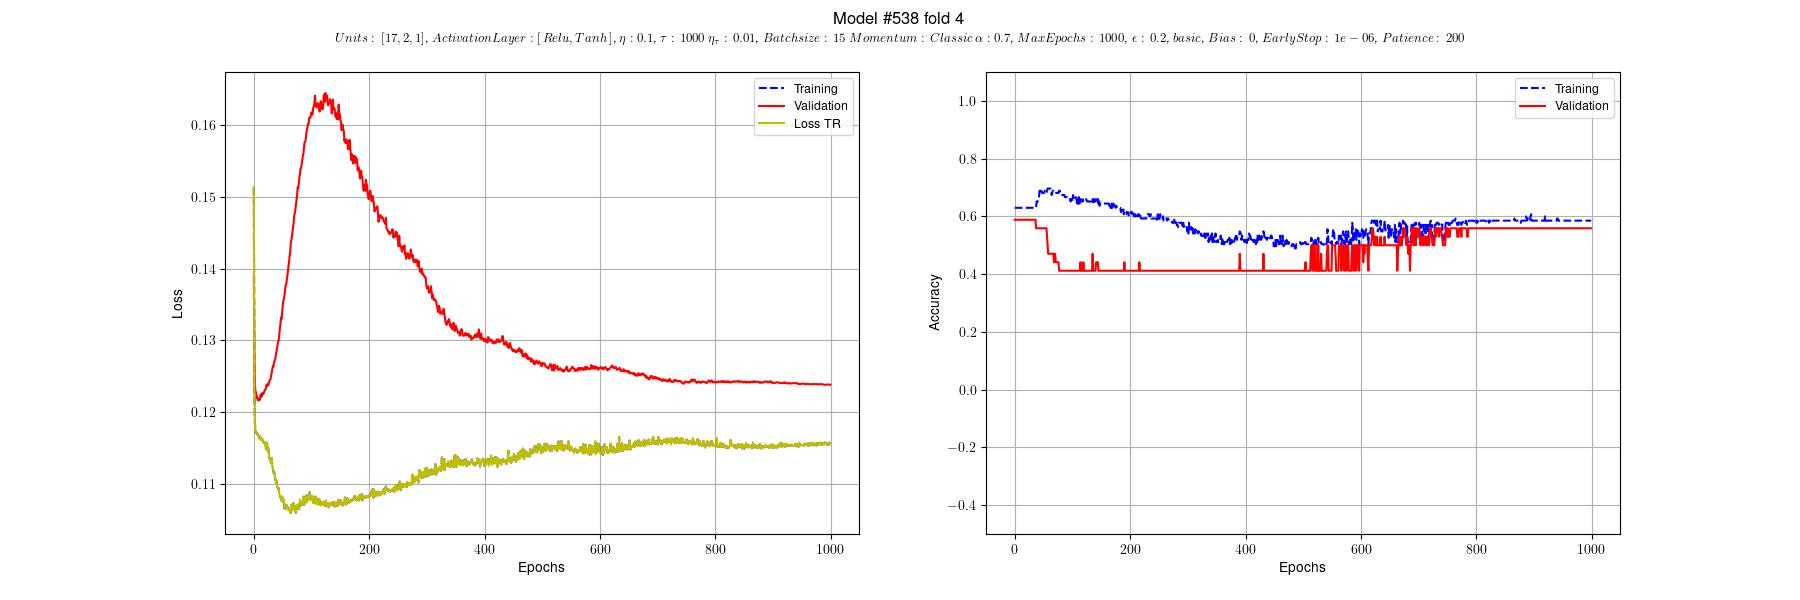 Model #538 fold 4
Units : [17, 2, 1], ActivationLayer : [Relu, Tanh], η : 0.1, τ : 1000 η_τ : 0.01, Batchsize : 15 Momentum : Classic α : 0.7, MaxEpochs : 1000, ϵ : 0.2, basic, Bias : 0, EarlyStop : 1e − 06, Patience : 200
Training
Validation
Loss TR
0.16
0.15
0.14
0.13
0.12
0.11
Loss
0 200 400 600 800 1000
Epochs
Training
Validation
1.0
0.8
0.6
0.4
0.2
0.0
−0.2
−0.4
Accuracy
0 200 400 600 800 1000
Epochs